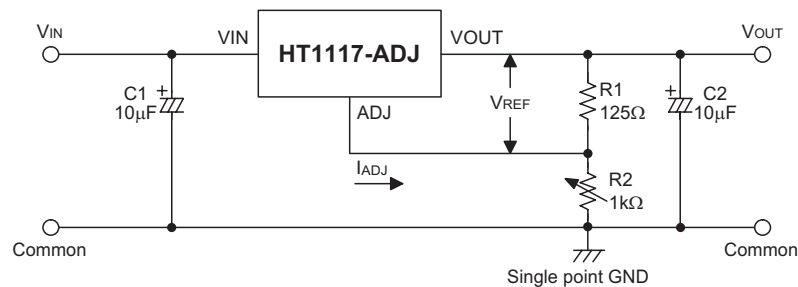 VIN
VIN
HT1117-ADJ
VOUT
VOUT
C1
10μF
+
ADJ
VREF
R1
125Ω
+
C2
10μF
IADJ
R2
1kΩ
Common
Common
Single point GND